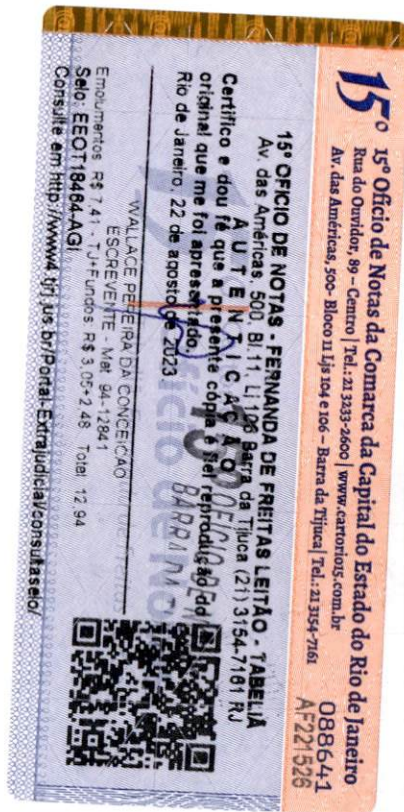 15º 15º Ofício de Notas da Comarca da Capital do Estado do Rio de Janeiro
Rua do Ouvidor, 89 – Centro | Tel.: 21 3233-2600 | www.cartorio15.com.br
Av. das Américas, 500- Bloco 11 Ljs 104 e 106 – Barra da Tijuca | Tel.: 21 3154-7161
088641
AF221526
15º OFICIO DE NOTAS - FERNANDA DE FREITAS LEITÃO - TABELIÃ
Av. das Américas, 500, Bl.11, Lj 106 Barra da Tijuca (21) 3154-7161 RJ
A U T E N T I C A Ç Ã O
Certifico e dou fé que a presente cópia é fiel reprodução do
original que me foi apresentado.
Rio de Janeiro, 22 de agosto de 2023
WALLACE PEREIRA DA CONCEICAO
ESCREVENTE - Mat. 94-12841
Emolumentos: R$ 7,41 - TJ+Fundos: R$ 3,05+2,48 Total: 12,94
Selo: EEOT18464-AGI
Consulte em http://www4.tjrj.us.br/Portal-Extrajudicial/consultaselo/